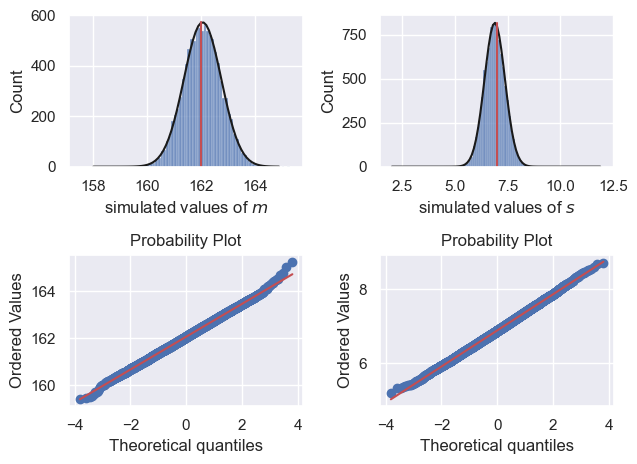 600
400
200
0
Count
158 160 162 164
simulated values of m
750
500
250
0
Count
2.5 5.0 7.5 10.0 12.5
simulated values of s
Probability Plot
164
162
160
Ordered Values
−4 −2 0 2 4
Theoretical quantiles
Probability Plot
8
6
Ordered Values
−4 −2 0 2 4
Theoretical quantiles